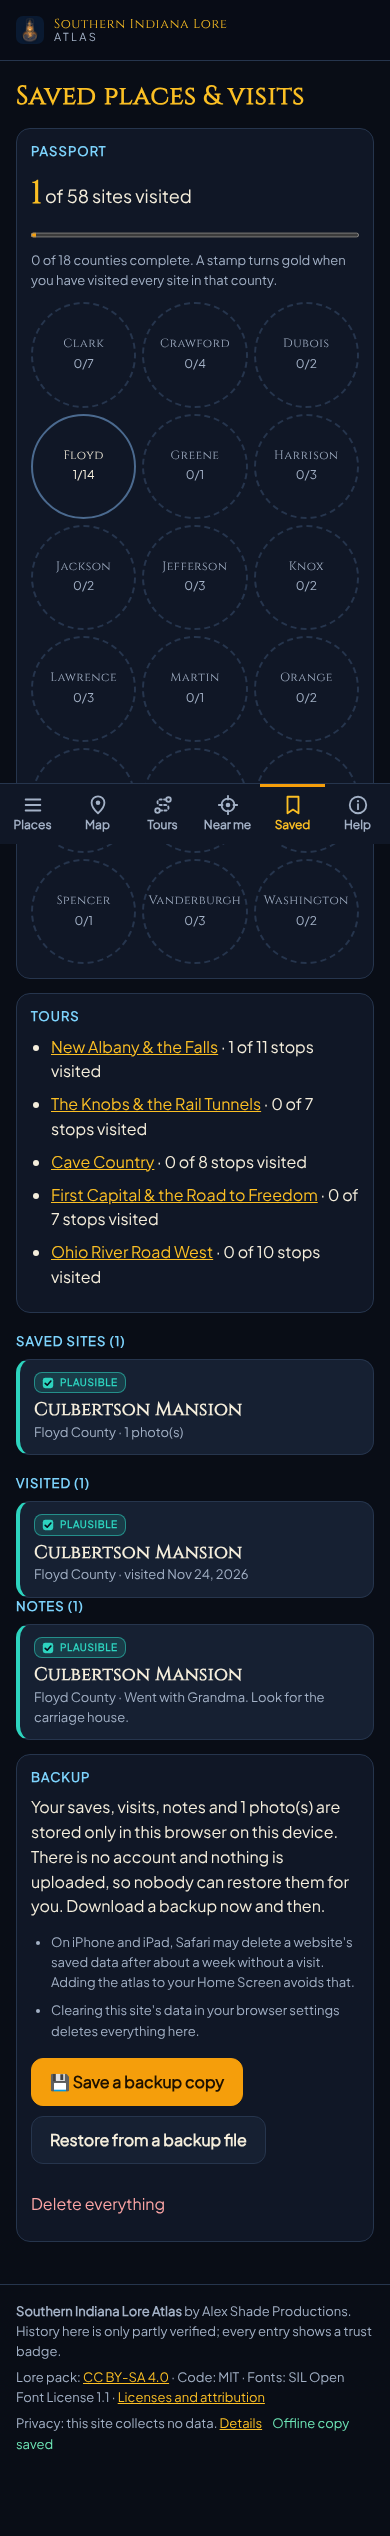 Southern Indiana Lore
ATLAS
Saved places & visits
PASSPORT
1 of 58 sites visited
0 of 18 counties complete. A stamp turns gold when
you have visited every site in that county.
Clark
0/7
Crawford
0/4
Dubois
0/2
Floyd
1/14
Greene
0/1
Harrison
0/3
Jackson
0/2
Jefferson
0/3
Knox
0/2
Lawrence
0/3
Martin
0/1
Orange
0/2
Places
Map
Tours
Near me
Saved
Help
Spencer
0/1
Vanderburgh
0/3
Washington
0/2
TOURS
• New Albany & the Falls · 1 of 11 stops
visited
• The Knobs & the Rail Tunnels · 0 of 7
stops visited
• Cave Country · 0 of 8 stops visited
• First Capital & the Road to Freedom · 0 of
7 stops visited
• Ohio River Road West · 0 of 10 stops
visited
SAVED SITES (1)
PLAUSIBLE
Culbertson Mansion
Floyd County · 1 photo(s)
VISITED (1)
PLAUSIBLE
Culbertson Mansion
Floyd County · visited Nov 24, 2026
NOTES (1)
PLAUSIBLE
Culbertson Mansion
Floyd County · Went with Grandma. Look for the
carriage house.
BACKUP
Your saves, visits, notes and 1 photo(s) are
stored only in this browser on this device.
There is no account and nothing is
uploaded, so nobody can restore them for
you. Download a backup now and then.
• On iPhone and iPad, Safari may delete a website's
saved data after about a week without a visit.
Adding the atlas to your Home Screen avoids that.
• Clearing this site's data in your browser settings
deletes everything here.
💾 Save a backup copy
Restore from a backup file
Delete everything
Southern Indiana Lore Atlas by Alex Shade Productions.
History here is only partly verified; every entry shows a trust
badge.
Lore pack: CC BY-SA 4.0 · Code: MIT · Fonts: SIL Open
Font License 1.1 · Licenses and attribution
Privacy: this site collects no data. Details Offline copy
saved